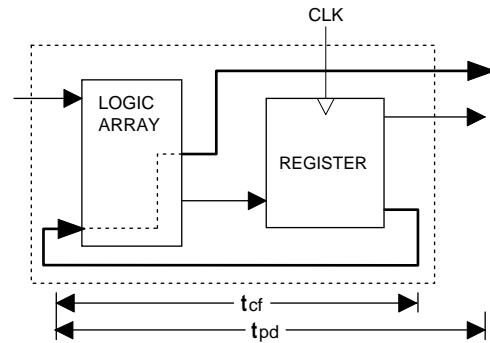 CLK
LOGIC
ARRAY
REGISTER
tcf
tpd